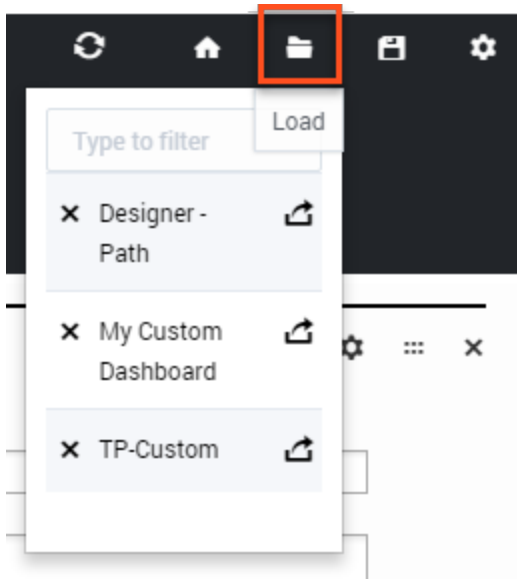 Load
Type to filter
Designer -
Path
My Custom
Dashboard
TP-Custom